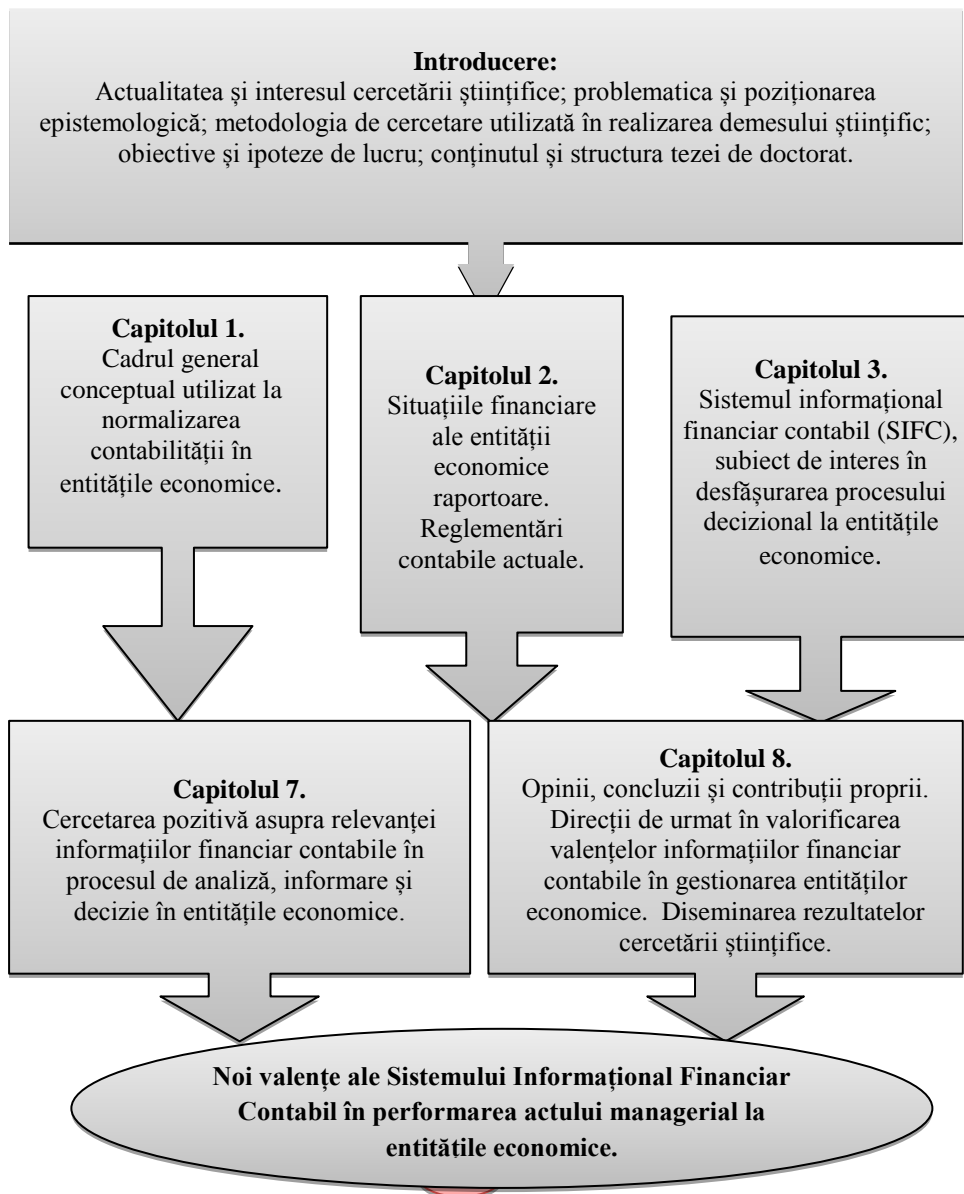 Introducere:
Actualitatea și interesul cercetării științifice; problematica și poziționarea
epistemologică; metodologia de cercetare utilizată în realizarea demesului științific;
obiective și ipoteze de lucru; conținutul și structura tezei de doctorat.
Capitolul 1.
Cadrul general
conceptual utilizat la
normalizarea
contabilității în
entitățile economice.
Capitolul 2.
Situațiile financiare
ale entității
economice
raportoare.
Reglementări
contabile actuale.
Capitolul 3.
Sistemul informațional
financiar contabil (SIFC),
subiect de interes în
desfășurarea procesului
decizional la entitățile
economice.
Capitolul 7.
Cercetarea pozitivă asupra relevanței
informațiilor financiar contabile în
procesul de analiză, informare și
decizie în entitățile economice.
Capitolul 8.
Opinii, concluzii și contribuții proprii.
Direcții de urmat în valorificarea
valențelor informațiilor financiar
contabile în gestionarea entităților
economice. Diseminarea rezultatelor
cercetării științifice.
Noi valențe ale Sistemului Informațional Financiar
Contabil în performarea actului managerial la
entitățile economice.